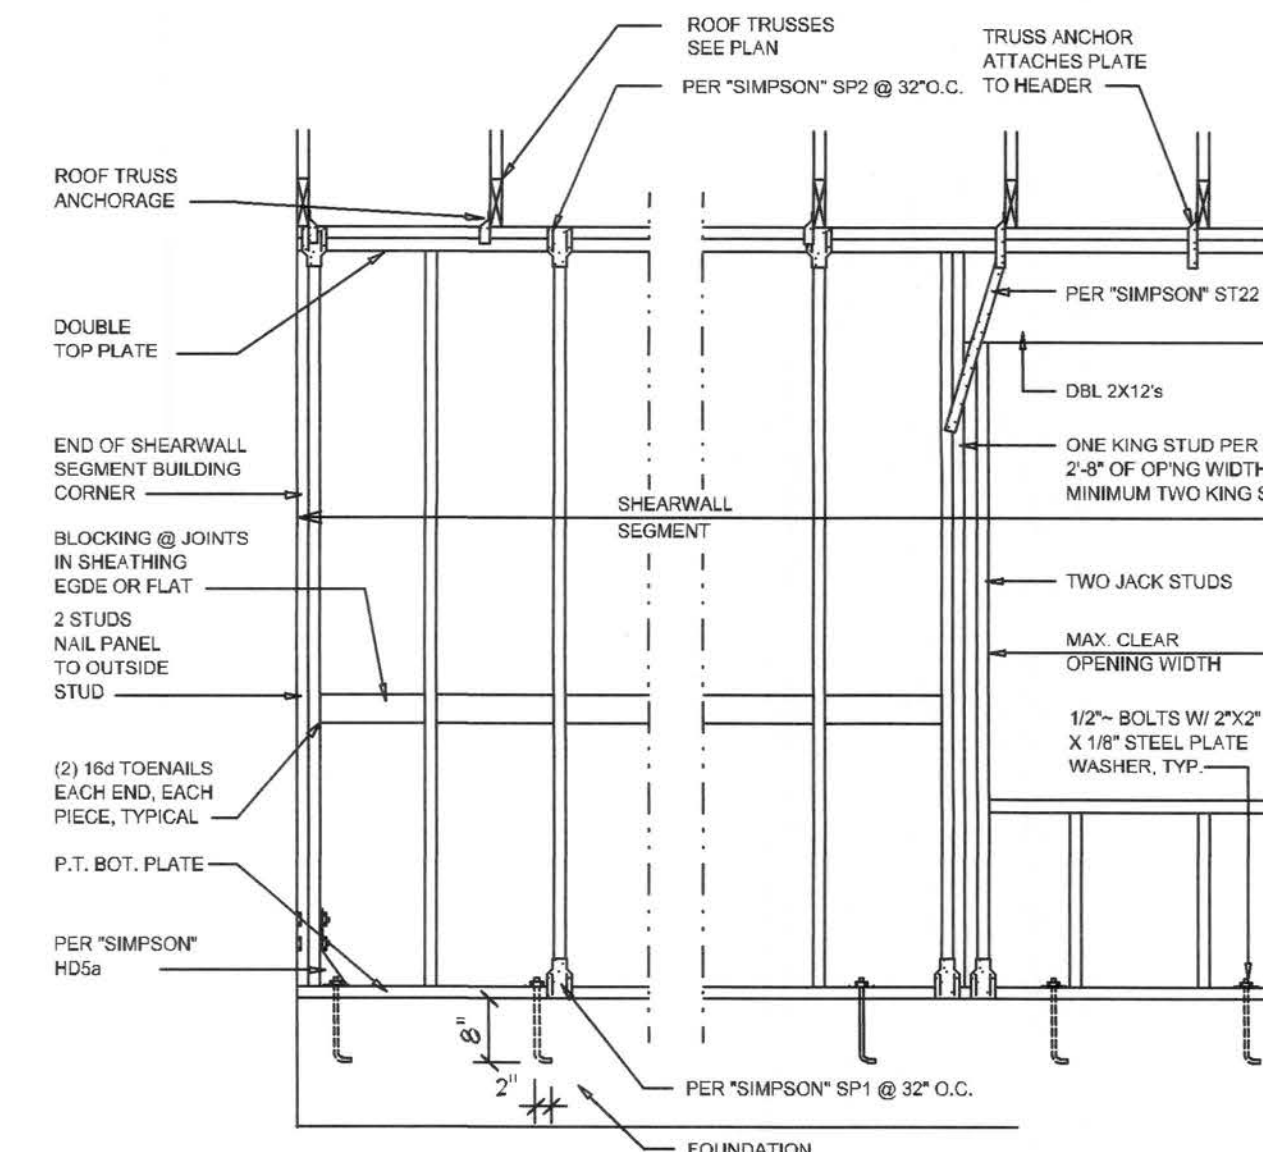 ROOF TRUSSES
SEE PLAN
PER "SIMPSON" SP2 @ 32"O.C.
TRUSS ANCHOR
ATTACHES PLATE
TO HEADER
ROOF TRUSS
ANCHORAGE
DOUBLE
TOP PLATE
PER "SIMPSON" ST22
DBL 2X12's
END OF SHEARWALL
SEGMENT BUILDING
CORNER
ONE KING STUD PER
2'-8" OF OP'NG WIDTH
MINIMUM TWO KING S
SHEARWALL
SEGMENT
BLOCKING @ JOINTS
IN SHEATHING
EGDE OR FLAT
2 STUDS
NAIL PANEL
TO OUTSIDE
STUD
TWO JACK STUDS
MAX. CLEAR
OPENING WIDTH
1/2"~ BOLTS W/ 2"X2"
X 1/8" STEEL PLATE
WASHER, TYP.
(2) 16d TOENAILS
EACH END, EACH
PIECE, TYPICAL
P.T. BOT. PLATE
PER "SIMPSON"
HD5a
8"
2"
PER "SIMPSON" SP1 @ 32" O.C.
FOUNDATION